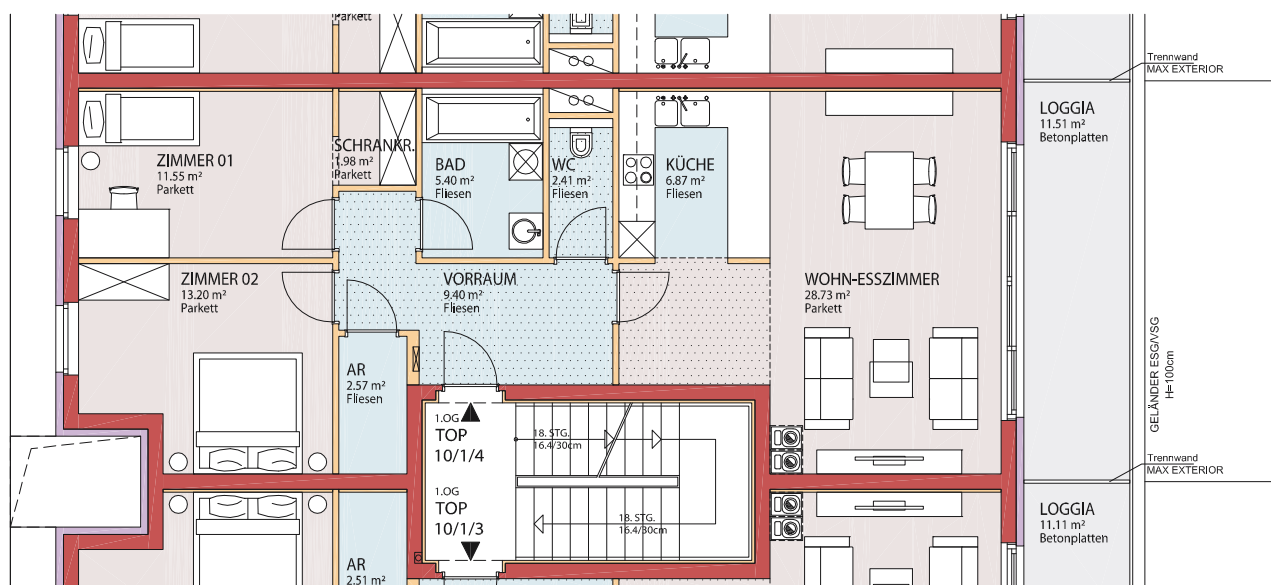 Parkett
Trennwand
MAX EXTERIOR
LOGGIA
11.51 m²
Betonplatten
ZIMMER 01
11.55 m²
Parkett
SCHRANKR.
1.98 m²
Parkett
BAD
5.40 m²
Fliesen
WC
2.41 m²
Fliesen
KÜCHE
6.87 m²
Fliesen
ZIMMER 02
13.20 m²
Parkett
VORRAUM
9.40 m²
Fliesen
WOHN-ESSZIMMER
28.73 m²
Parkett
GELÄNDER ESG/VSG
H=100cm
AR
2.57 m²
Fliesen
1.OG
TOP
10/1/4
18. STG.
16.4/30cm
1.OG
TOP
10/1/3
18. STG.
16.4/30cm
Trennwand
MAX EXTERIOR
LOGGIA
11.11 m²
Betonplatten
AR
2.51 m²